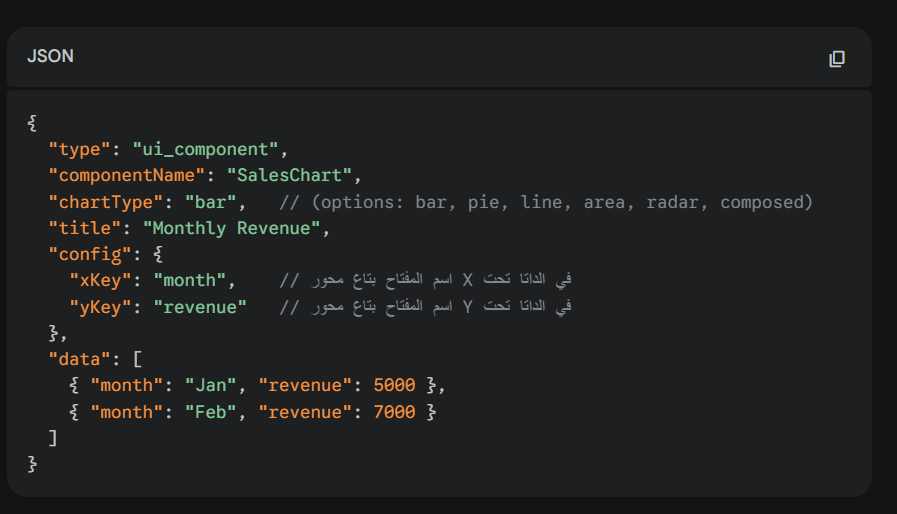 JSON
{
"type": "ui_component",
"componentName": "SalesChart",
"chartType": "bar",   // (options: bar, pie, line, area, radar, composed)
"title": "Monthly Revenue",
"config": {
"xKey": "month",    // اسم المفتاح بتاع محور X في الداتا تحت
"yKey": "revenue"   // اسم المفتاح بتاع محور Y في الداتا تحت
},
"data": [
{ "month": "Jan", "revenue": 5000 },
{ "month": "Feb", "revenue": 7000 }
]
}